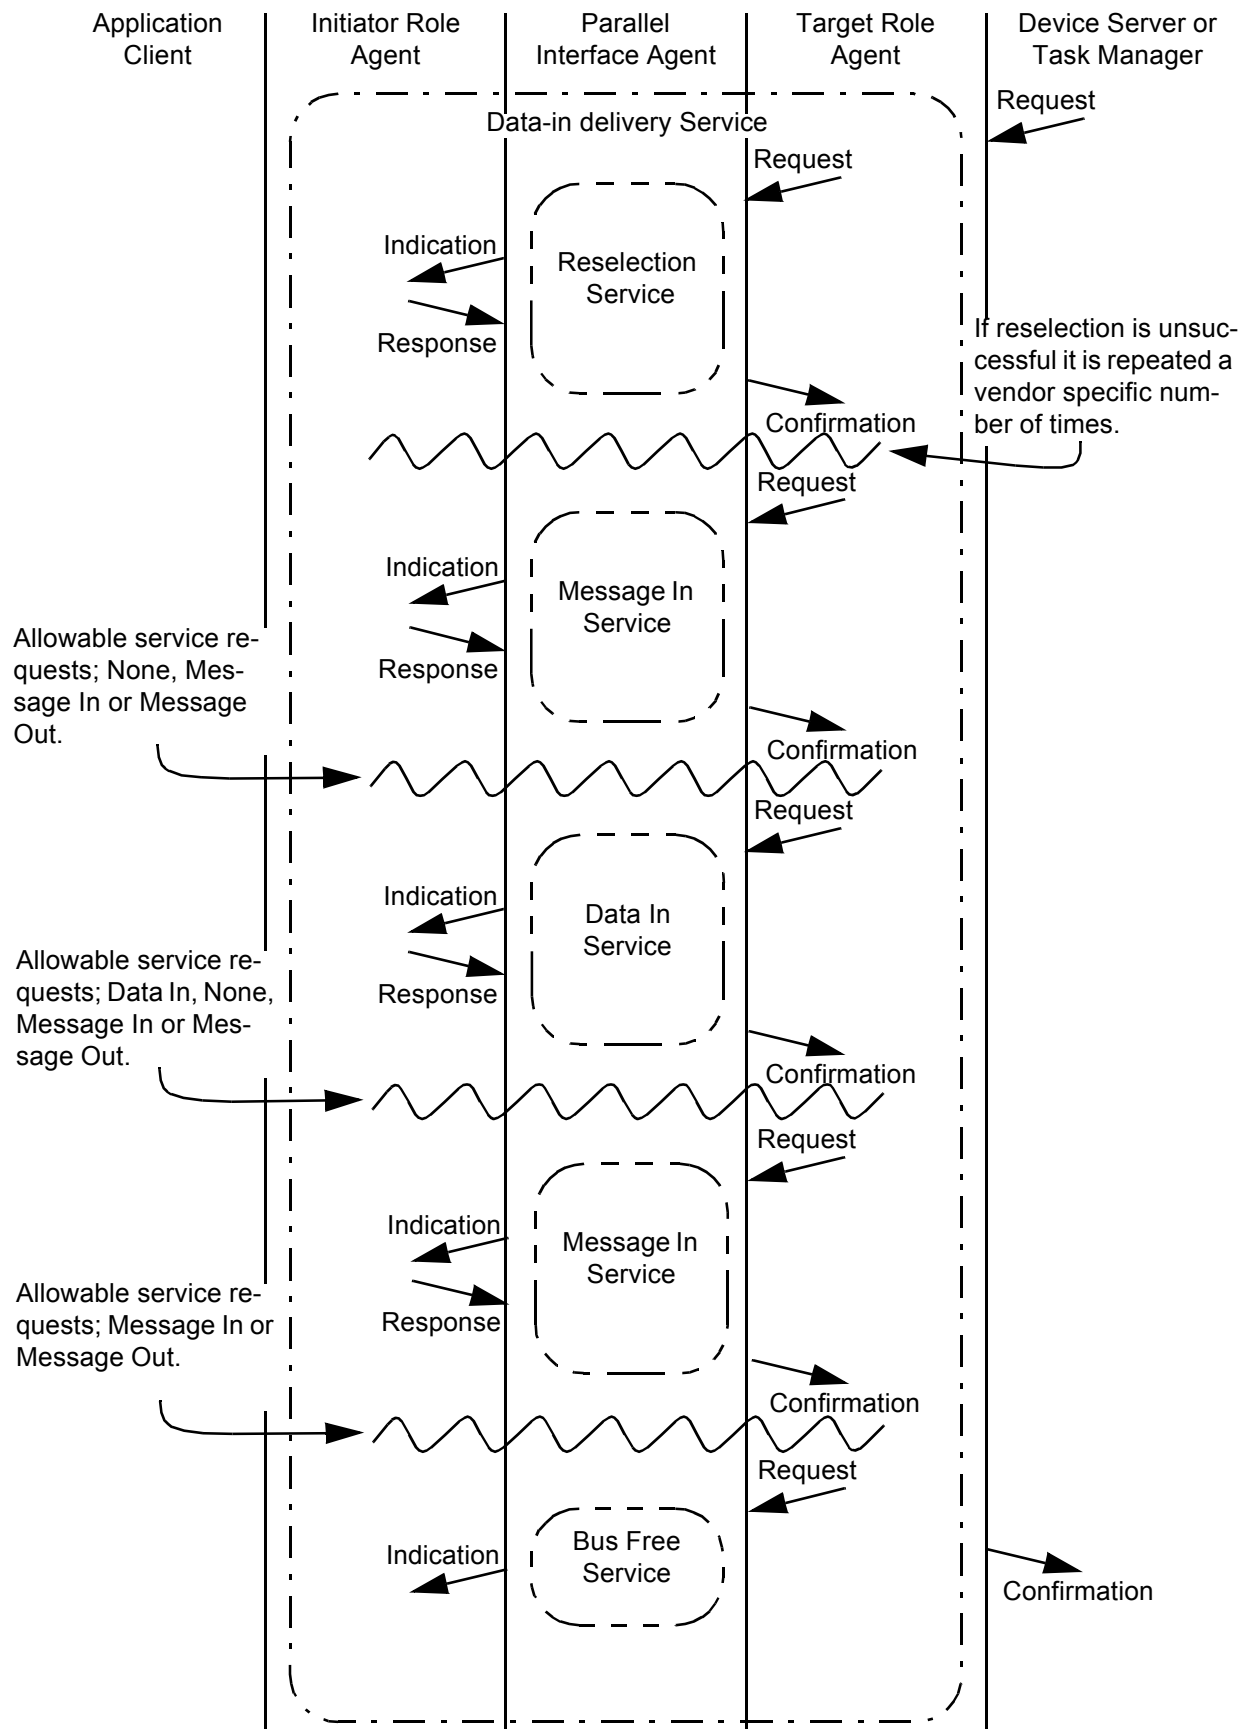 Application
Client
Initiator Role
Agent
Parallel
Interface Agent
Target Role
Agent
Device Server or
Task Manager
Request
Data-in delivery Service
Request
Indication
Reselection
Service
Response
If reselection is unsuc-
cessful it is repeated a
vendor specific num-
ber of times.
Confirmation
Request
Indication
Message In
Service
Response
Allowable service re-
quests; None, Mes-
sage In or Message
Out.
Confirmation
Request
Indication
Data In
Service
Response
Allowable service re-
quests; Data In, None,
Message In or Mes-
sage Out.
Confirmation
Request
Indication
Message In
Service
Response
Allowable service re-
quests; Message In or
Message Out.
Confirmation
Request
Indication
Bus Free
Service
Confirmation